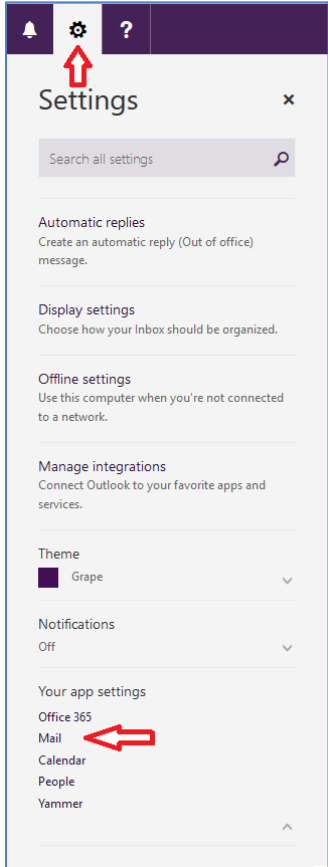 ?
Settings
Search all settings
Automatic replies
Create an automatic reply (Out of office)
message.
Display settings
Choose how your Inbox should be organized.
Offline settings
Use this computer when you're not connected
to a network.
Manage integrations
Connect Outlook to your favorite apps and
services.
Theme
Grape
Notifications
Off
Your app settings
Office 365
Mail
Calendar
People
Yammer